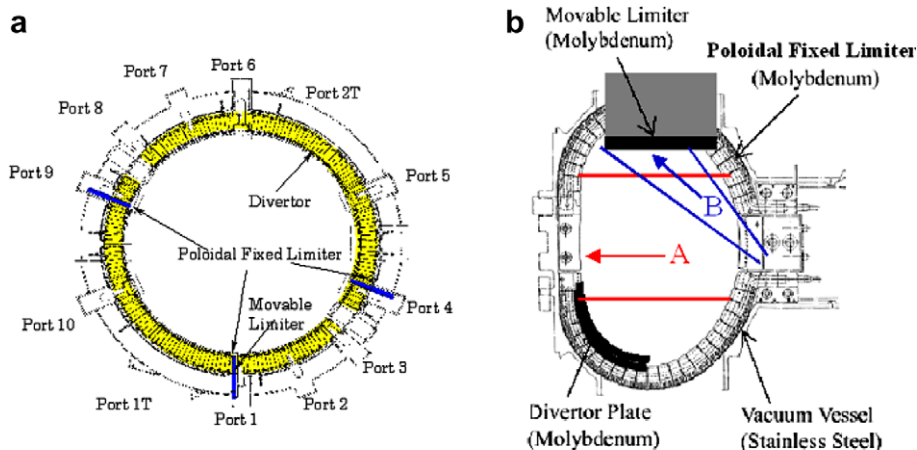 a
Port 6
Port 7
Port 2T
Port 8
Port 9
Port 5
Divertor
Poloidal Fixed Limiter
Port 4
Movable
Limiter
Port 10
Port 3
Port 1T
Port 2
Port 1
b
Movable Limiter
(Molybdenum)
Poloidal Fixed Limiter
(Molybdenum)
B
A
Divertor Plate
(Molybdenum)
Vacuum Vessel
(Stainless Steel)